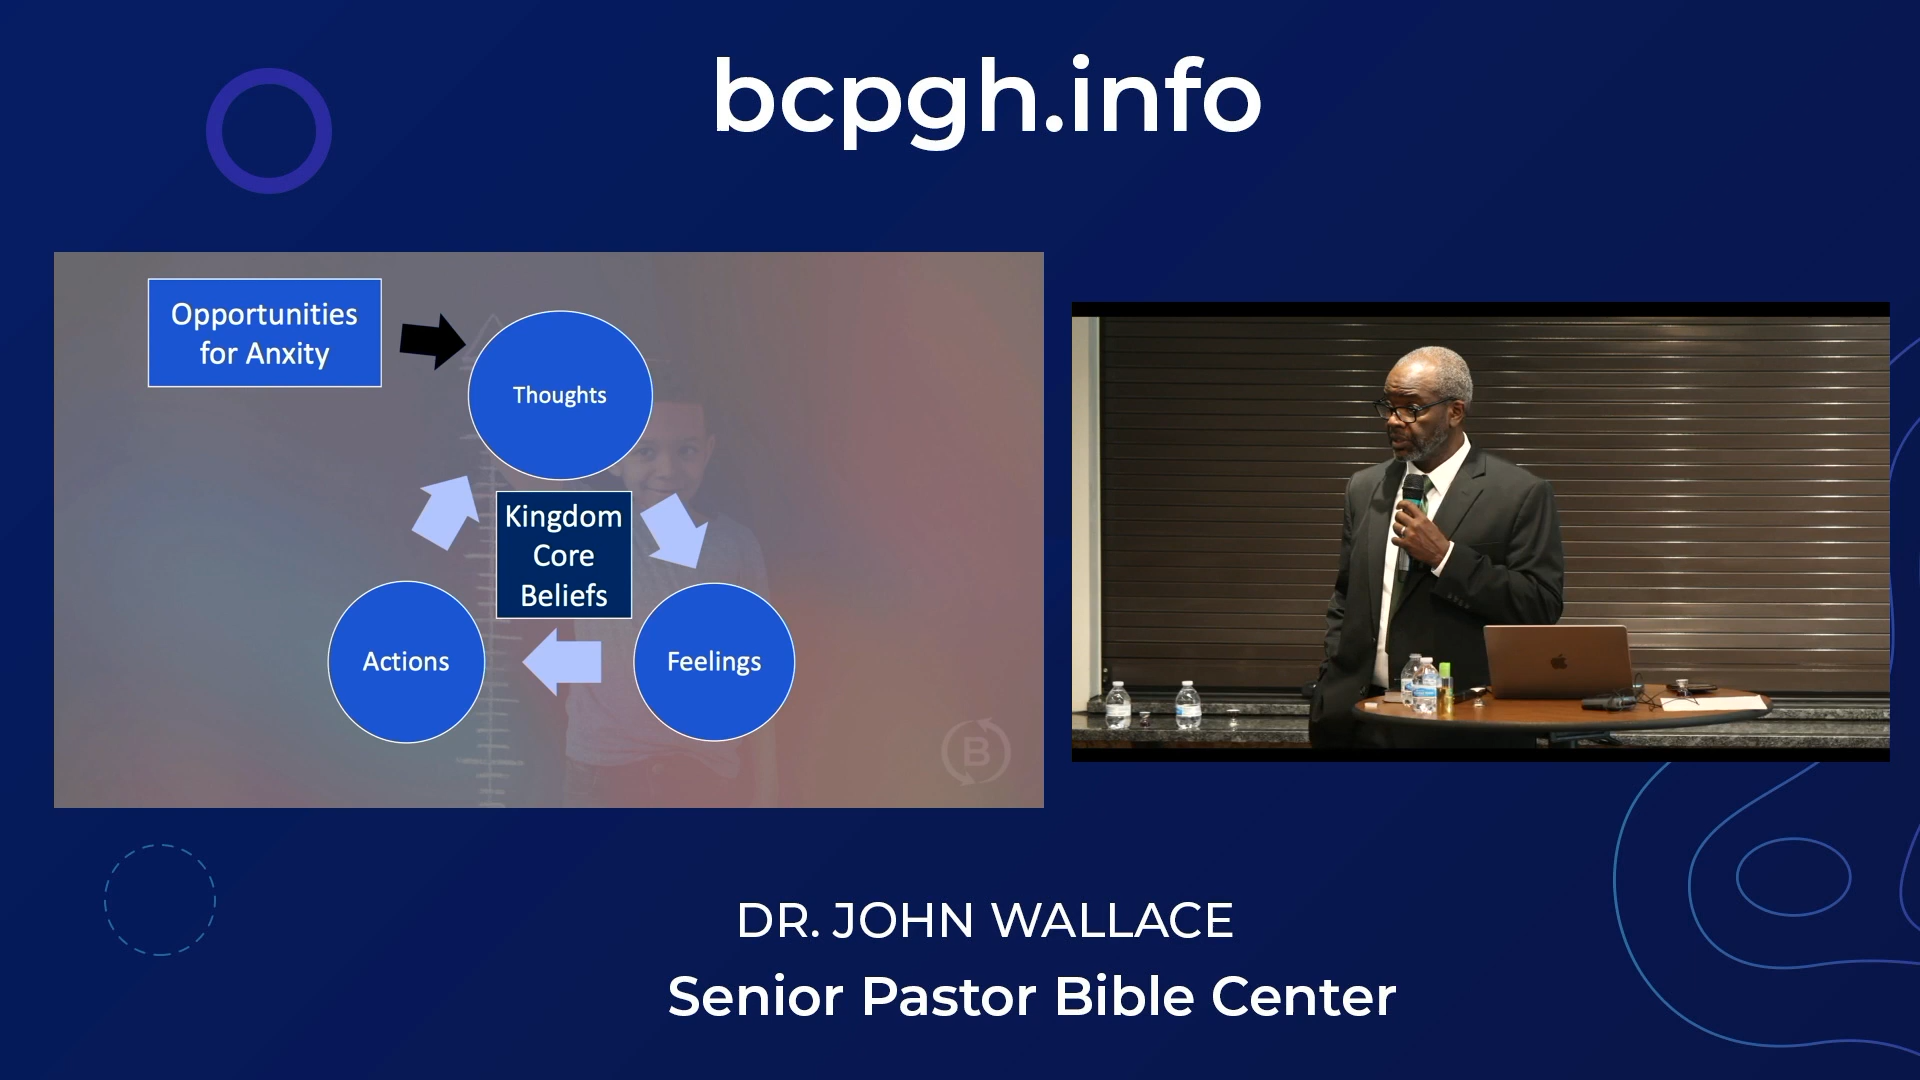 bcpgh.info
Opportunities
for Anxity
Thoughts
Kingdom
Core
Beliefs
Actions
Feelings
B
DR. JOHN WALLACE
Senior Pastor Bible Center